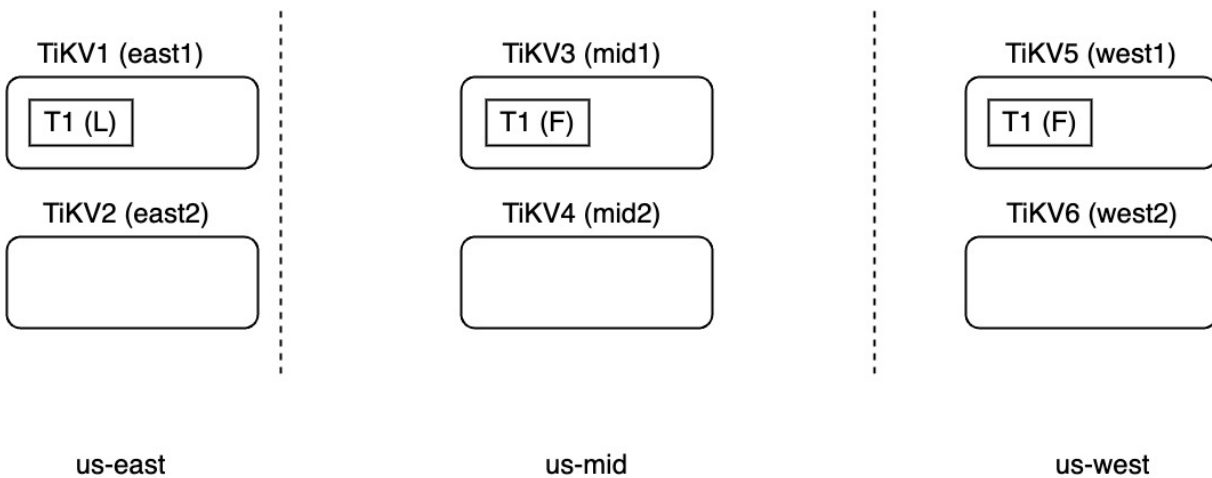 TiKV1 (east1)
TiKV3 (mid1)
TiKV5 (west1)
T1 (L)
T1 (F)
T1 (F)
TiKV2 (east2)
TiKV4 (mid2)
TiKV6 (west2)
us-east
us-mid
us-west